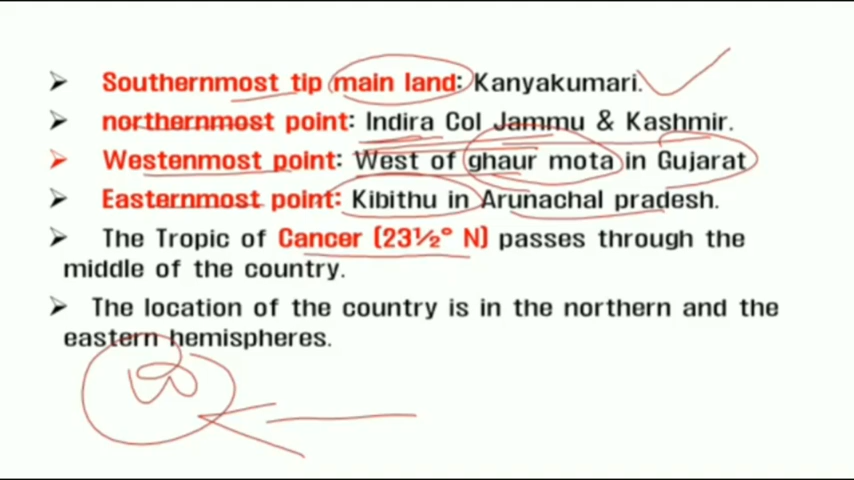 ➤ Southernmost tip main land: Kanyakumari.
➤ northernmost point: Indira Col Jammu & Kashmir.
➤ Westenmost point: West of ghaur mota in Gujarat
➤ Easternmost point: Kibithu in Arunachal pradesh.
➤ The Tropic of Cancer (23½° N) passes through the
middle of the country.
➤ The location of the country is in the northern and the
eastern hemispheres.